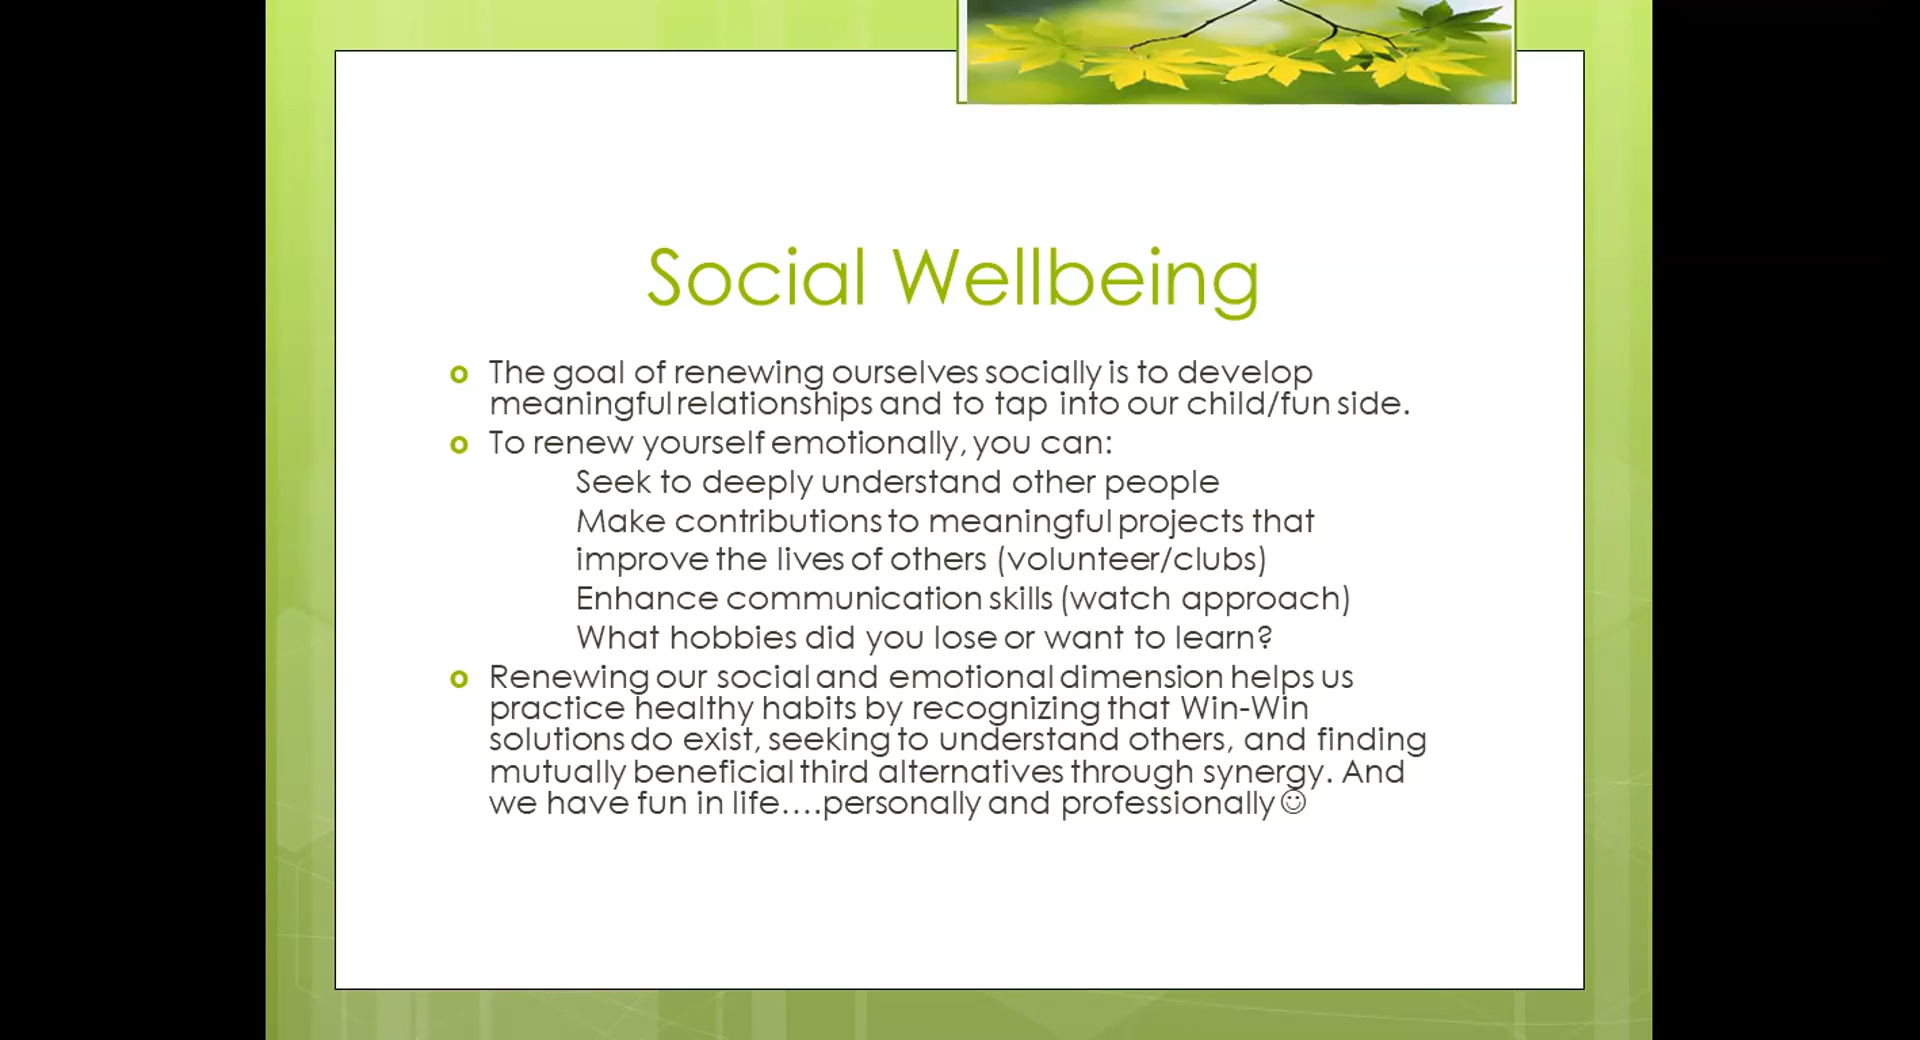 Social Wellbeing
The goal of renewing ourselves socially is to develop
meaningful relationships and to tap into our child/fun side.
To renew yourself emotionally, you can:
Seek to deeply understand other people
Make contributions to meaningful projects that
improve the lives of others (volunteer/clubs)
Enhance communication skills (watch approach)
What hobbies did you lose or want to learn?
Renewing our social and emotional dimension helps us
practice healthy habits by recognizing that Win-Win
solutions do exist, seeking to understand others, and finding
mutually beneficial third alternatives through synergy. And
we have fun in life....personally and professionally☺